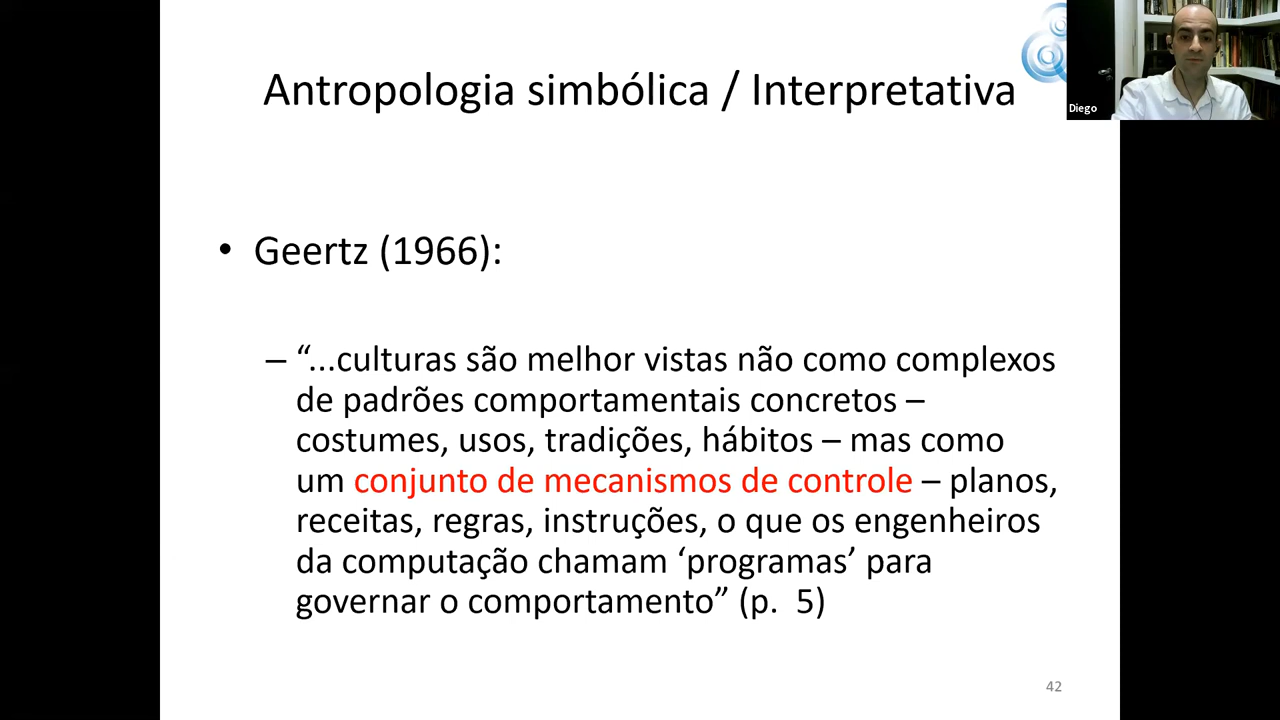 Antropologia simbólica / Interpretativa
Diego
• Geertz (1966):
– “...culturas são melhor vistas não como complexos
de padrões comportamentais concretos –
costumes, usos, tradições, hábitos – mas como
um conjunto de mecanismos de controle – planos,
receitas, regras, instruções, o que os engenheiros
da computação chamam ‘programas’ para
governar o comportamento” (p. 5)
42